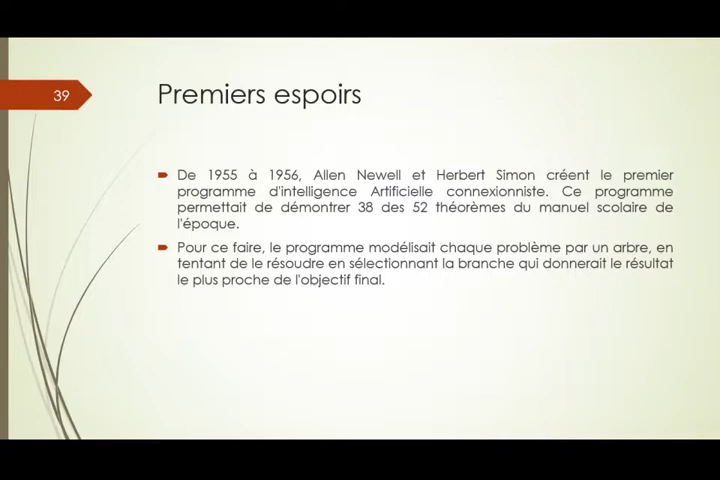 39
Premiers espoirs
De 1955 à 1956, Allen Newell et Herbert Simon créent le premier
programme d'intelligence Artificielle connexionniste. Ce programme
permettait de démontrer 38 des 52 théorèmes du manuel scolaire de
l'époque.
Pour ce faire, le programme modélisait chaque problème par un arbre, en
tentant de le résoudre en sélectionnant la branche qui donnerait le résultat
le plus proche de l'objectif final.